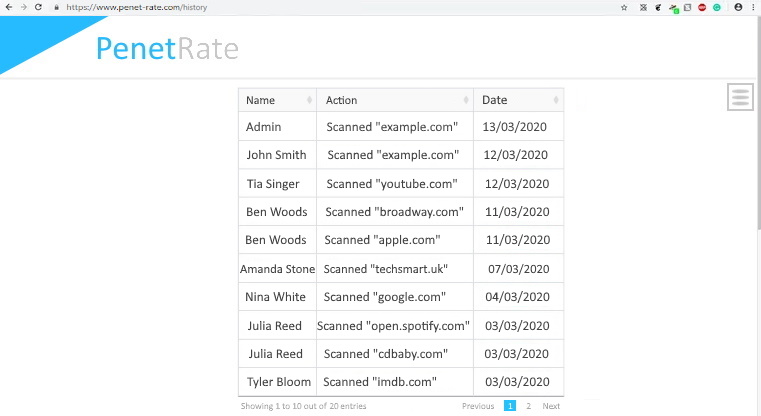 https://www.penet-rate.com/history
PenetRate
Name Action Date
Admin Scanned "example.com" 13/03/2020
John Smith Scanned "example.com" 12/03/2020
Tia Singer Scanned "youtube.com" 12/03/2020
Ben Woods Scanned "broadway.com" 11/03/2020
Ben Woods Scanned "apple.com" 11/03/2020
Amanda Stone Scanned "techsmart.uk" 07/03/2020
Nina White Scanned "google.com" 04/03/2020
Julia Reed Scanned "open.spotify.com" 03/03/2020
Julia Reed Scanned "cdbaby.com" 03/03/2020
Tyler Bloom Scanned "imdb.com" 03/03/2020
Showing 1 to 10 out of 20 entries Previous 1 2 Next